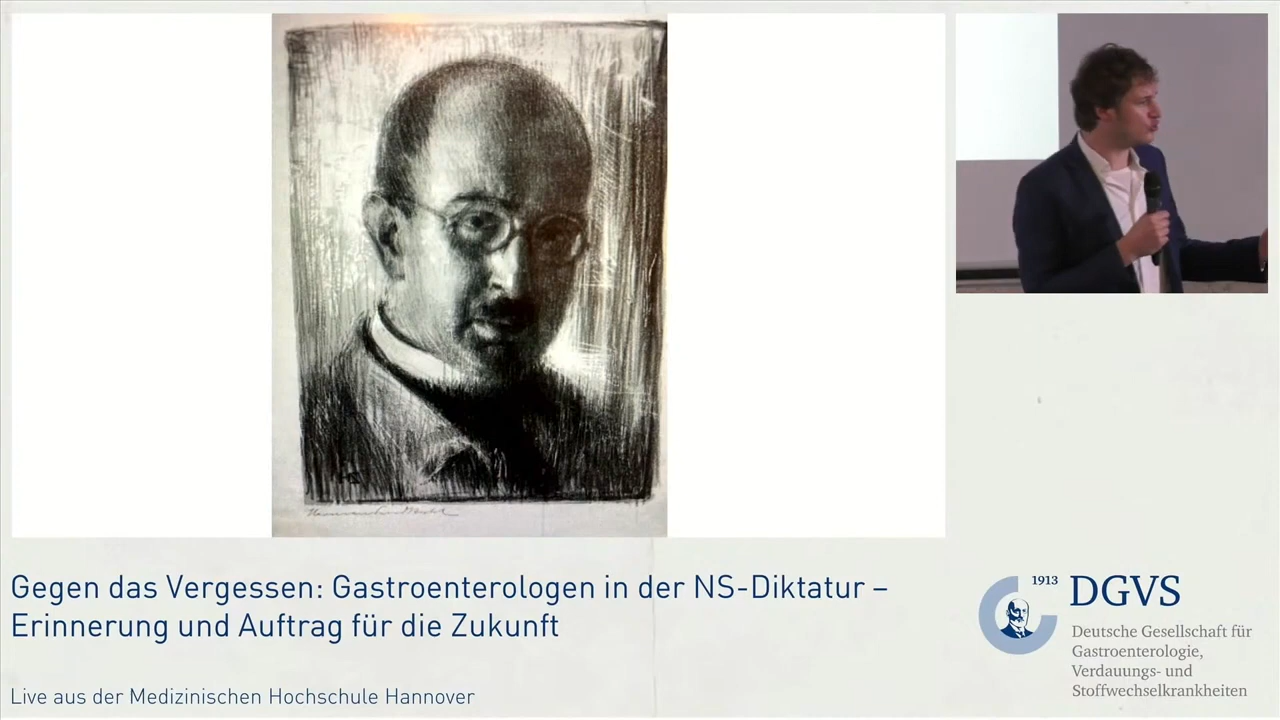 Gegen das Vergessen: Gastroenterologen in der NS-Diktatur –
Erinnerung und Auftrag für die Zukunft
Live aus der Medizinischen Hochschule Hannover
1913 DGVS
Deutsche Gesellschaft für
Gastroenterologie,
Verdauungs- und
Stoffwechselkrankheiten